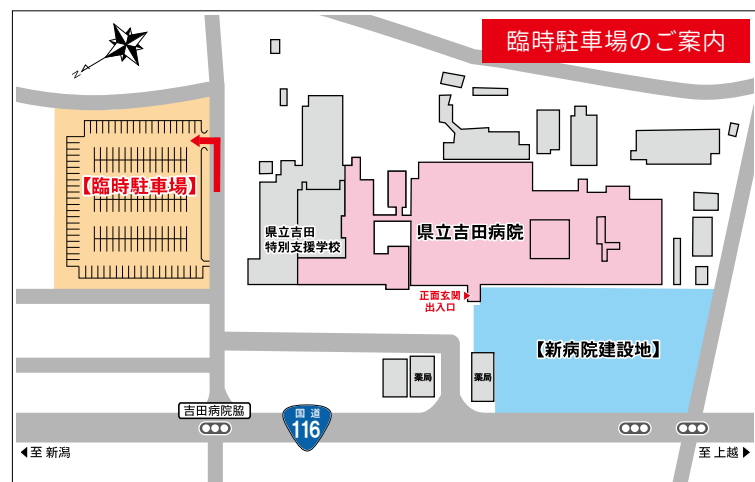 臨時駐車場のご案内
N
【臨時駐車場】
県立吉田
特別支援学校
県立吉田病院
正面玄関
出入口
【新病院建設地】
薬局
薬局
吉田病院脇
国道
116
至 新潟
至 上越